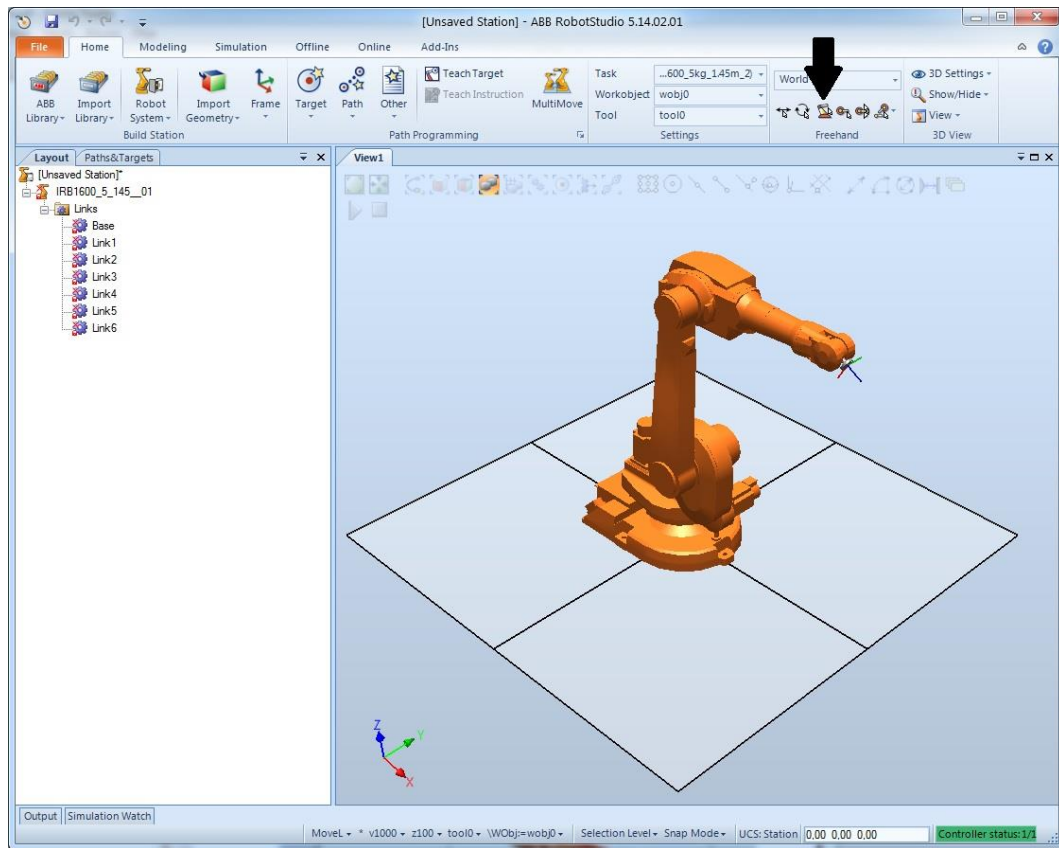 [Unsaved Station] - ABB RobotStudio 5.14.02.01
File Home Modeling Simulation Offline Online Add-Ins
ABB Library Import Library Robot System Import Geometry Frame
Build Station
Target Path Other Teach Target Teach Instruction MultiMove
Path Programming
Task ...600_5kg_1.45m_2)
Workobject wobj0
Tool tool0
Settings
World
Freehand
3D Settings
Show/Hide
View
3D View
Layout Paths&Targets
[Unsaved Station]*
IRB1600_5_145__01
Links
Base
Link1
Link2
Link3
Link4
Link5
Link6
View1
Z
Y
X
Output Simulation Watch
MoveL * v1000 z100 tool0 \WObj:=wobj0 Selection Level Snap Mode UCS: Station 0,00 0,00 0,00 Controller status: 1/1